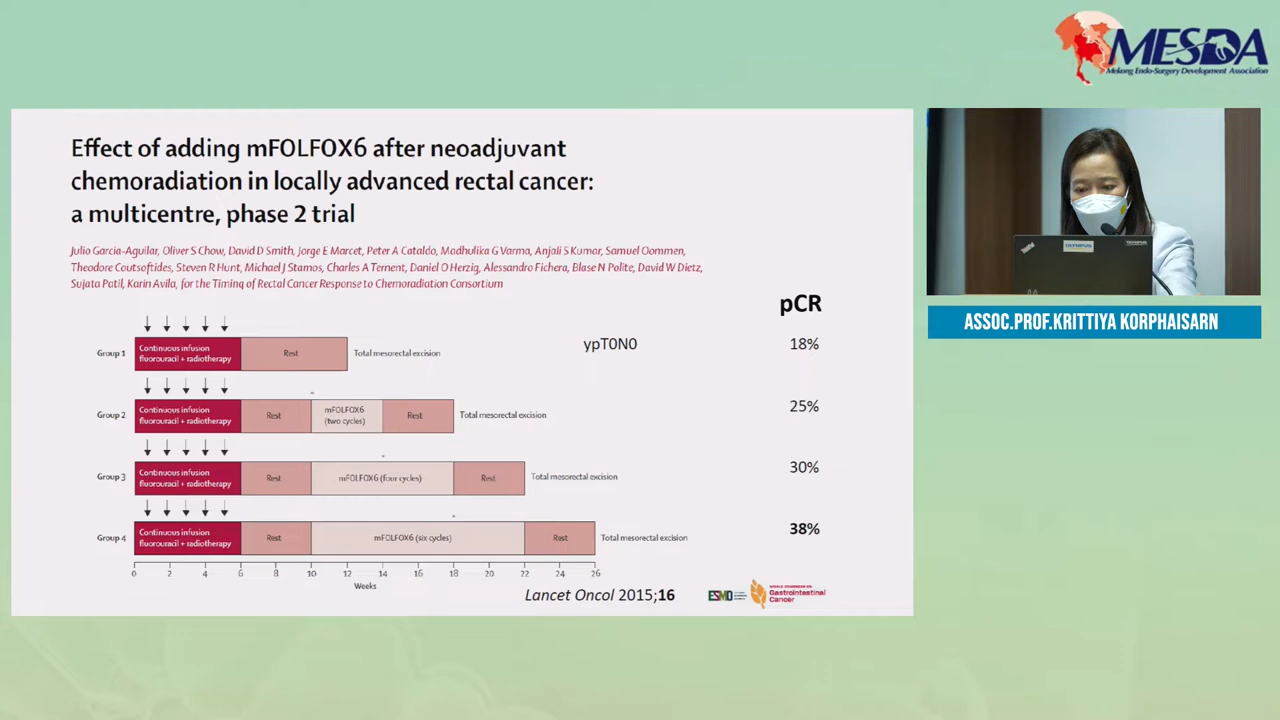 MESDA
Mekong Endo-Surgery Development Association
Effect of adding mFOLFOX6 after neoadjuvant
chemoradiation in locally advanced rectal cancer:
a multicentre, phase 2 trial
Julio Garcia-Aguilar, Oliver S Chow, David D Smith, Jorge E Marcet, Peter A Cataldo, Madhulika G Varma, Anjali S Kumar, Samuel Oommen,
Theodore Coutsoftides, Steven R Hunt, Michael J Stamos, Charles A Ternent, Daniel O Herzig, Alessandro Fichera, Blase N Polite, David W Dietz,
Sujata Patil, Karin Avila, for the Timing of Rectal Cancer Response to Chemoradiation Consortium
pCR
Group 1
Continuous infusion
fluorouracil + radiotherapy
Rest
Total mesorectal excision
ypT0N0
18%
Group 2
Continuous infusion
fluorouracil + radiotherapy
Rest
mFOLFOX6
(two cycles)
Rest
Total mesorectal excision
25%
Group 3
Continuous infusion
fluorouracil + radiotherapy
Rest
mFOLFOX6 (four cycles)
Rest
Total mesorectal excision
30%
Group 4
Continuous infusion
fluorouracil + radiotherapy
Rest
mFOLFOX6 (six cycles)
Rest
Total mesorectal excision
38%
0 2 4 6 8 10 12 14 16 18 20 22 24 26
Weeks
Lancet Oncol 2015;16
ESMO
WORLD CONGRESS ON
Gastrointestinal
Cancer
OLYMPUS
OLYMPUS
ThinkPad
ASSOC.PROF.KRITTIYA KORPHAISARN